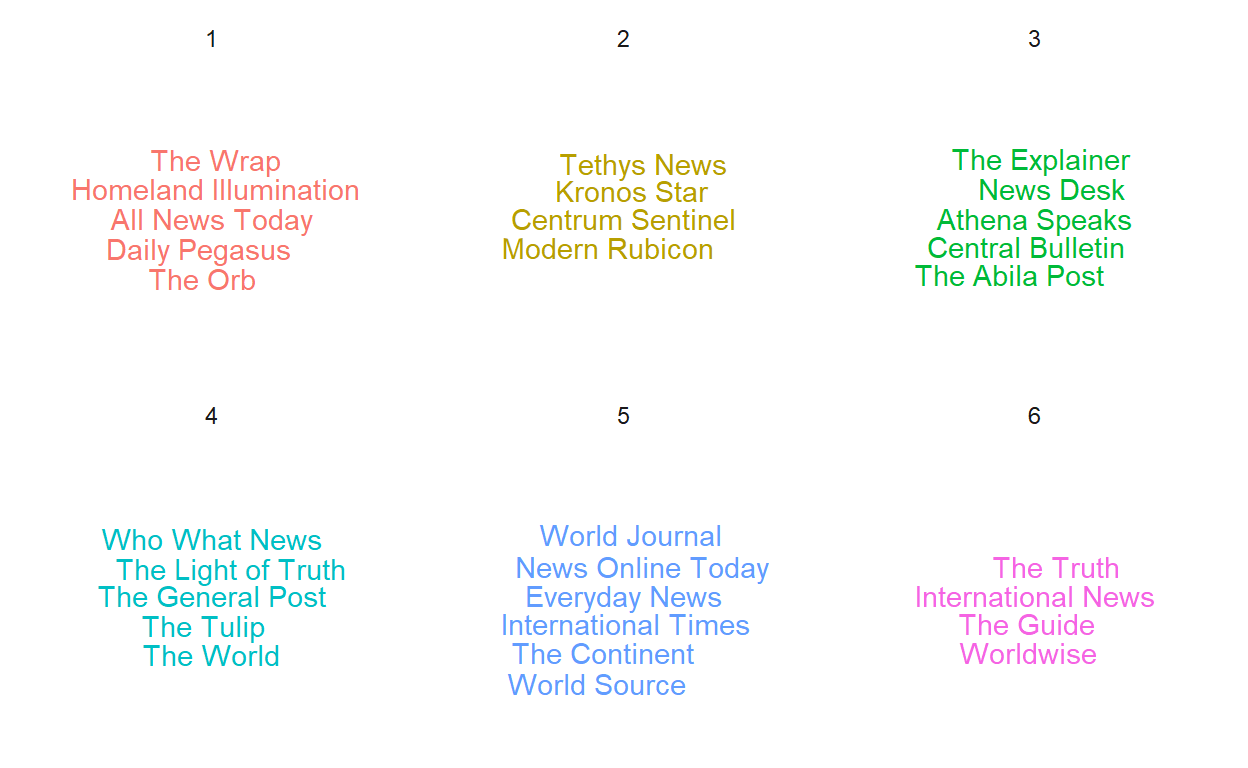 1
The Wrap
Homeland Illumination
All News Today
Daily Pegasus
The Orb
2
Tethys News
Kronos Star
Centrum Sentinel
Modern Rubicon
3
The Explainer
News Desk
Athena Speaks
Central Bulletin
The Abila Post
4
Who What News
The Light of Truth
The General Post
The Tulip
The World
5
World Journal
News Online Today
Everyday News
International Times
The Continent
World Source
6
The Truth
International News
The Guide
Worldwise